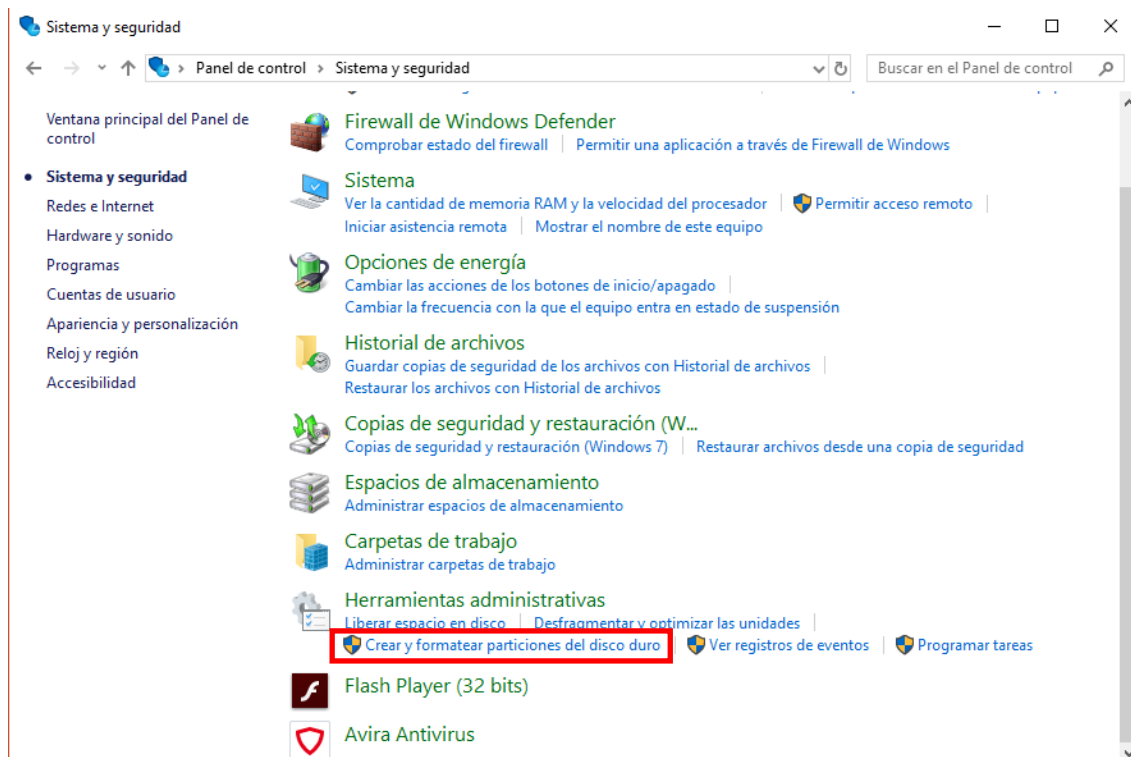 Sistema y seguridad
Panel de control > Sistema y seguridad
Buscar en el Panel de control
Ventana principal del Panel de
control
Sistema y seguridad
Redes e Internet
Hardware y sonido
Programas
Cuentas de usuario
Apariencia y personalización
Reloj y región
Accesibilidad
Firewall de Windows Defender
Comprobar estado del firewall | Permitir una aplicación a través de Firewall de Windows
Sistema
Ver la cantidad de memoria RAM y la velocidad del procesador | Permitir acceso remoto |
Iniciar asistencia remota | Mostrar el nombre de este equipo
Opciones de energía
Cambiar las acciones de los botones de inicio/apagado |
Cambiar la frecuencia con la que el equipo entra en estado de suspensión
Historial de archivos
Guardar copias de seguridad de los archivos con Historial de archivos |
Restaurar los archivos con Historial de archivos
Copias de seguridad y restauración (W...
Copias de seguridad y restauración (Windows 7) | Restaurar archivos desde una copia de seguridad
Espacios de almacenamiento
Administrar espacios de almacenamiento
Carpetas de trabajo
Administrar carpetas de trabajo
Herramientas administrativas
Liberar espacio en disco | Desfragmentar y optimizar las unidades |
Crear y formatear particiones del disco duro | Ver registros de eventos | Programar tareas
Flash Player (32 bits)
Avira Antivirus